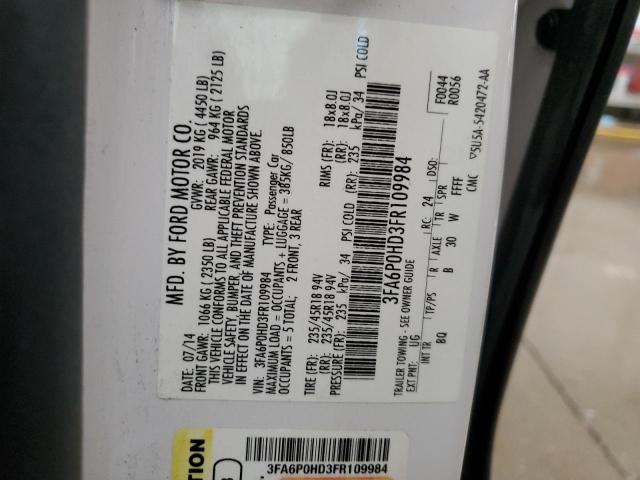 MFD. BY FORD MOTOR CO.
DATE: 07/14 GVWR: 2019 KG ( 4450 LB)
FRONT GAWR: 1066 KG ( 2350 LB) REAR GAWR: 964 KG ( 2125 LB)
THIS VEHICLE CONFORMS TO ALL APPLICABLE FEDERAL MOTOR
VEHICLE SAFETY, BUMPER, AND THEFT PREVENTION STANDARDS
IN EFFECT ON THE DATE OF MANUFACTURE SHOWN ABOVE.
VIN: 3FA6P0HD3FR109984 TYPE: Passenger Car
MAXIMUM LOAD = OCCUPANTS + LUGGAGE = 385KG/ 850LB
OCCUPANTS = 5 TOTAL; 2 FRONT, 3 REAR
TIRE (FR): 235/45R18 94V RIMS (FR): 18x8.0J
(RR): 235/45R18 94V (RR): 18x8.0J
PRESSURE (FR): 235 kPa/ 34 PSI COLD (RR): 235 kPa/ 34 PSI COLD
3FA6P0HD3FR109984
TRAILER TOWING - SEE OWNER GUIDE
F0044
R0056
EXT PNT: UG RC: 24 DSO:
INT TR TP/PS R AXLE TR SPR
BQ B 30 W FFFF
CMC ▽5U5A-5420472-AA
TION
3FA6P0HD3FR109984